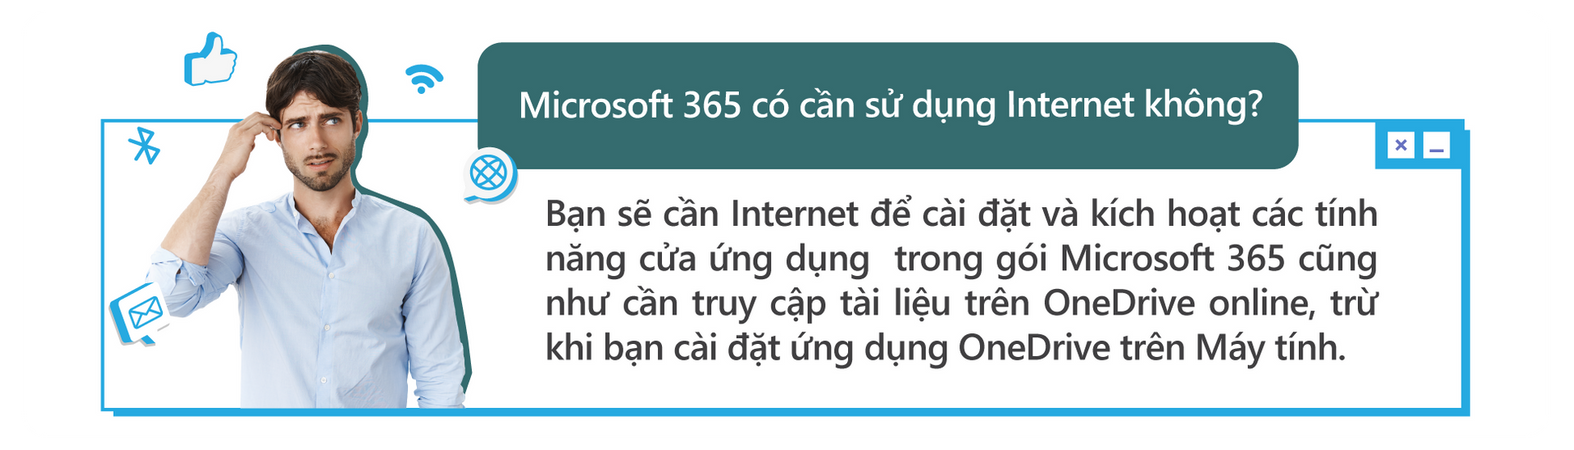 Microsoft 365 có cần sử dụng Internet không?
Bạn sẽ cần Internet để cài đặt và kích hoạt các tính
năng cửa ứng dụng trong gói Microsoft 365 cũng
như cần truy cập tài liệu trên OneDrive online, trừ
khi bạn cài đặt ứng dụng OneDrive trên Máy tính.